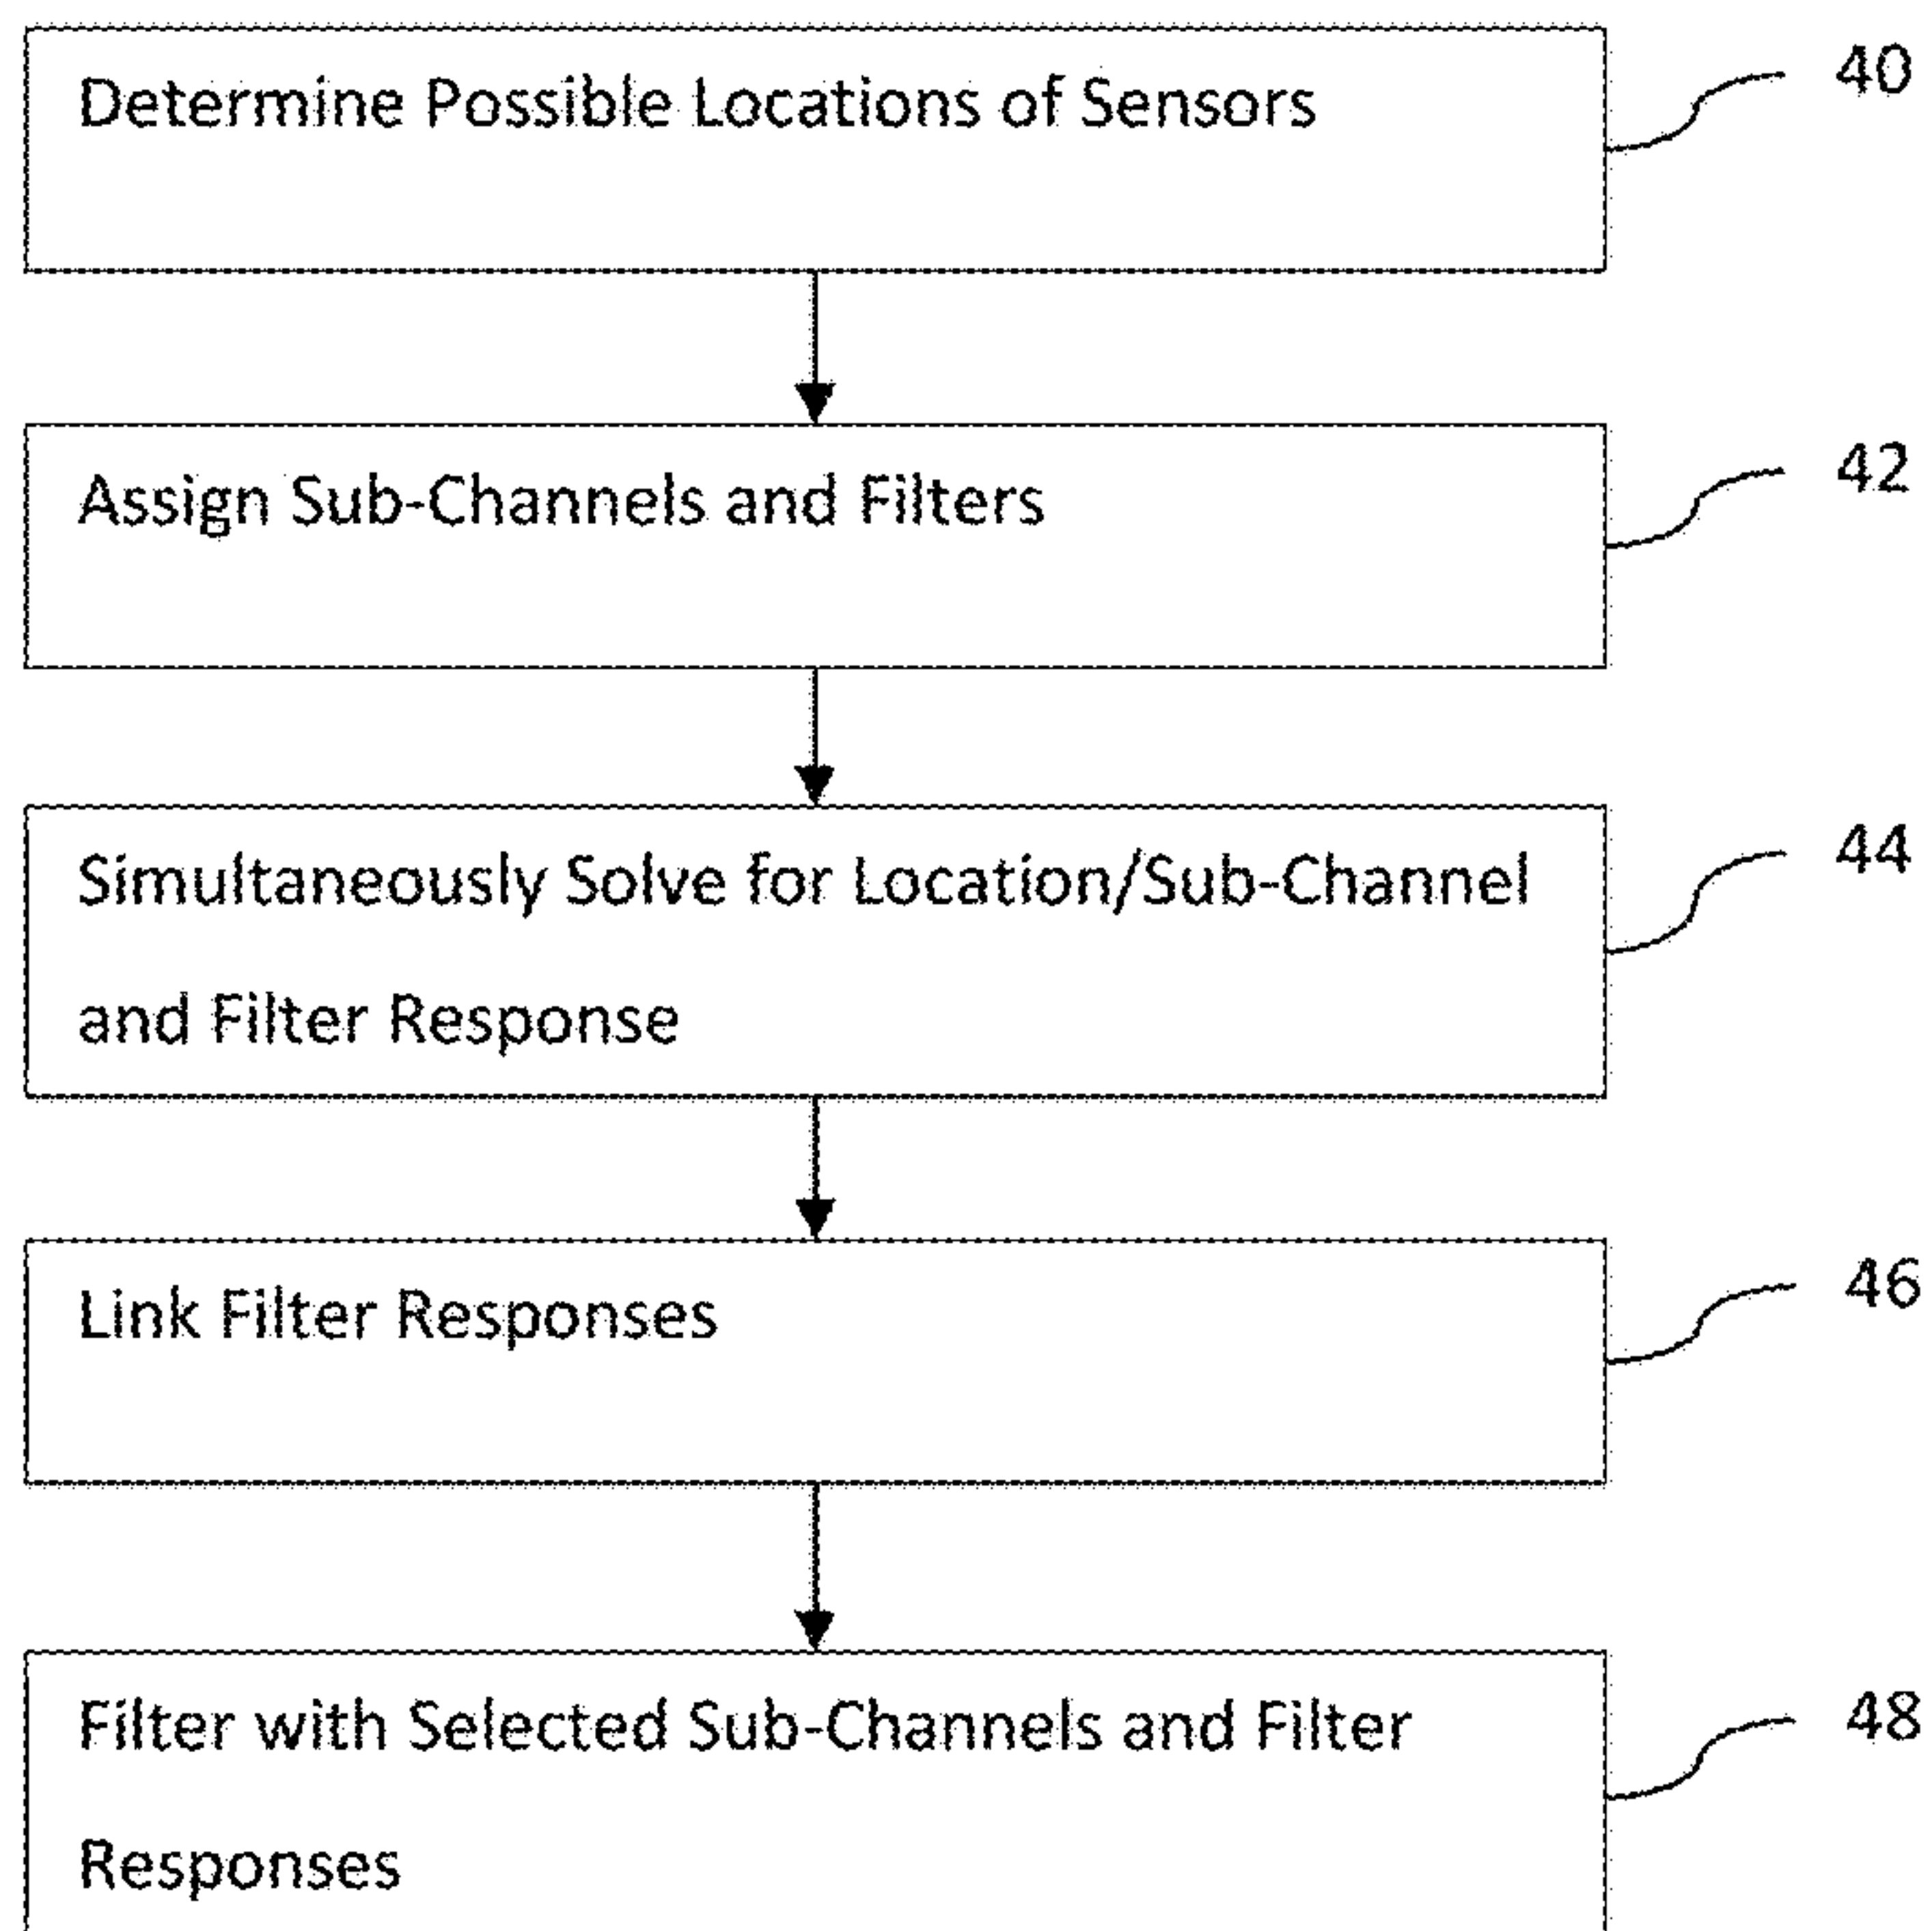 Determine Possible Locations of Sensors
40
Assign Sub-Channels and Filters
42
Simultaneously Solve for Location/Sub-Channel
and Filter Response
44
Link Filter Responses
46
Filter with Selected Sub-Channels and Filter
Responses
48